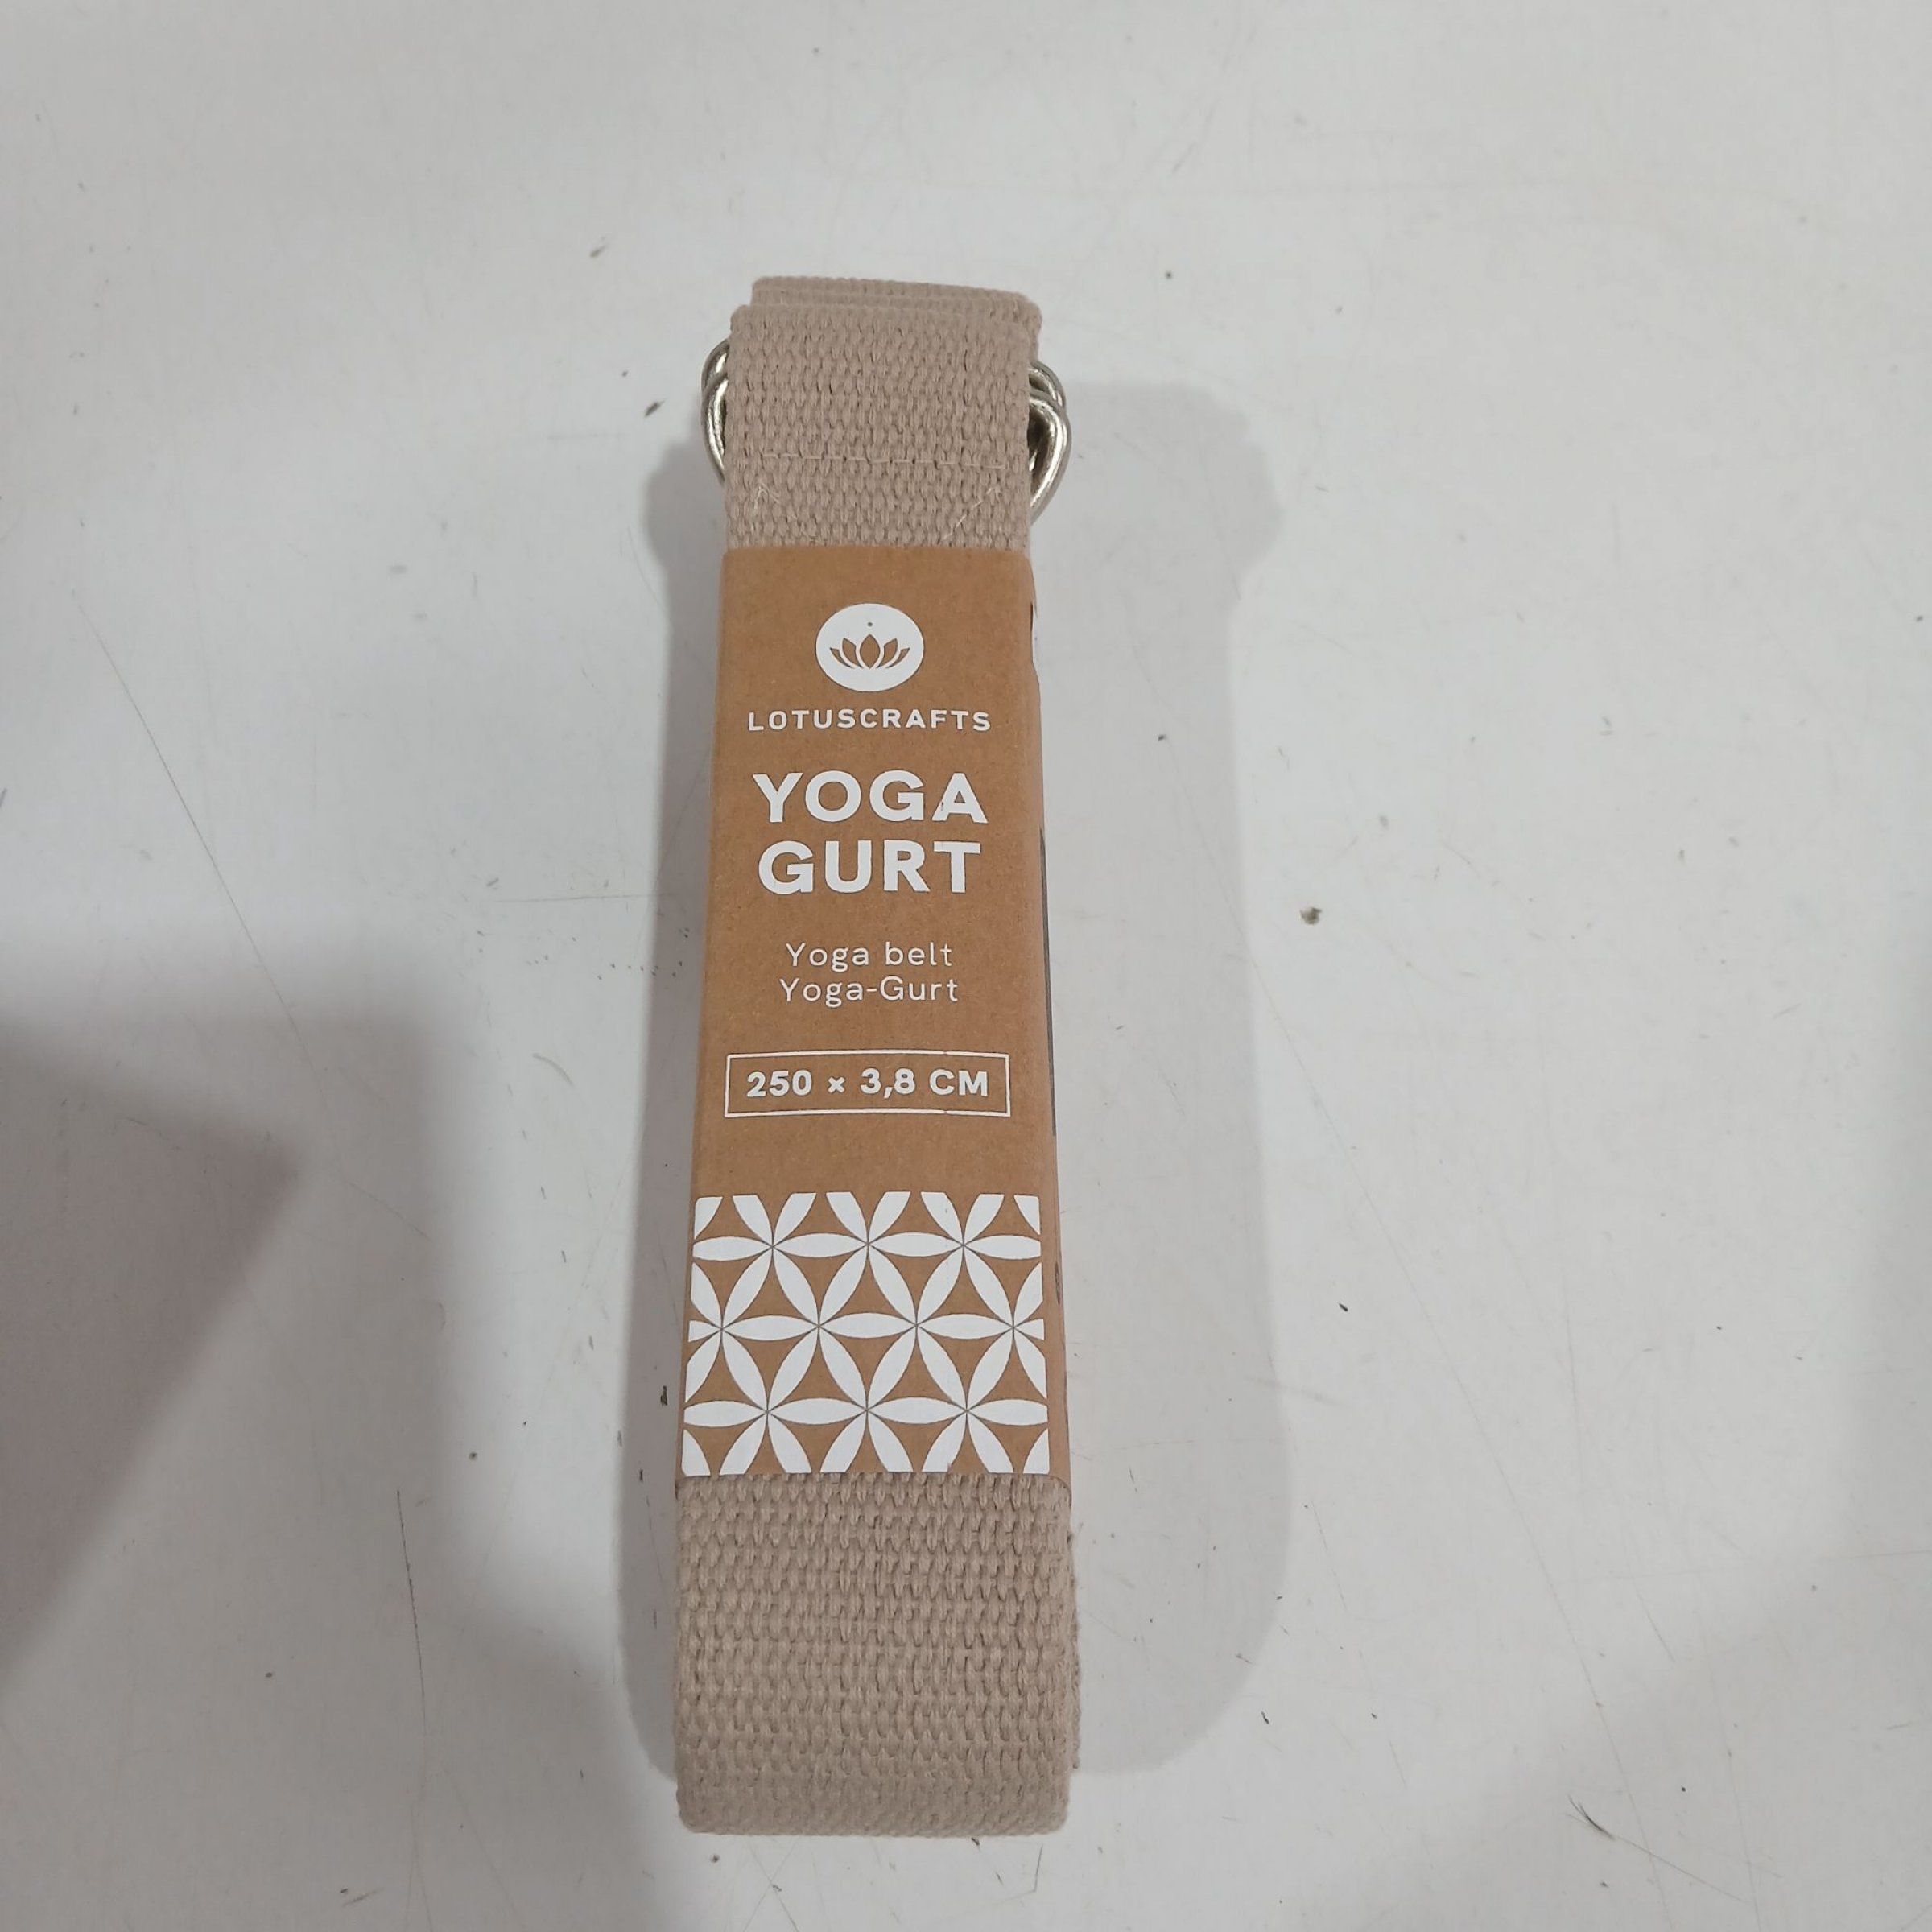 LOTUSCRAFTS
YOGA
GURT
Yoga belt
Yoga-Gurt
250 × 3,8 CM